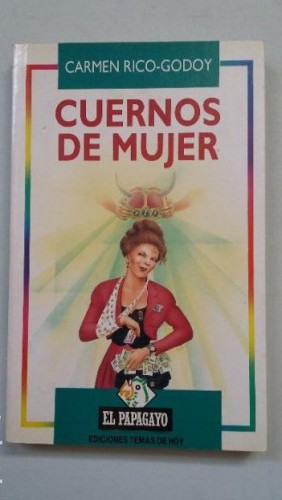 CARMEN RICO-GODOY
CUERNOS
DE MUJER
EL PAPAGAYO
EDICIONES TEMAS DE HOY